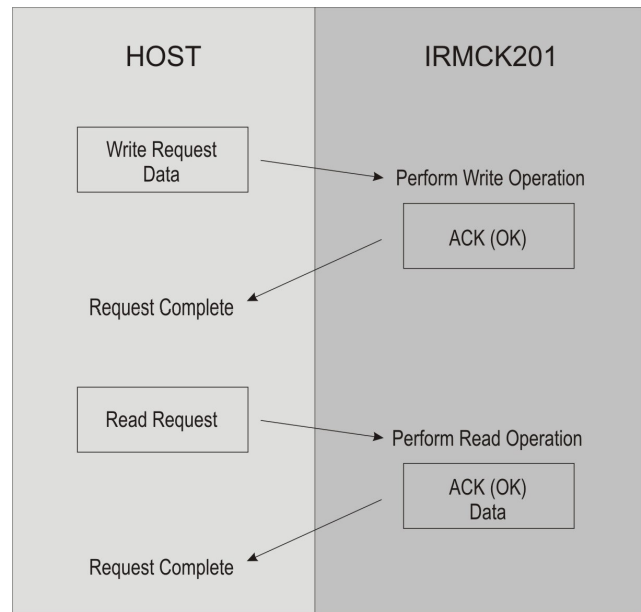 HOST
IRMCK201
Write Request
Data
Perform Write Operation
ACK (OK)
Request Complete
Read Request
Perform Read Operation
ACK (OK)
Data
Request Complete